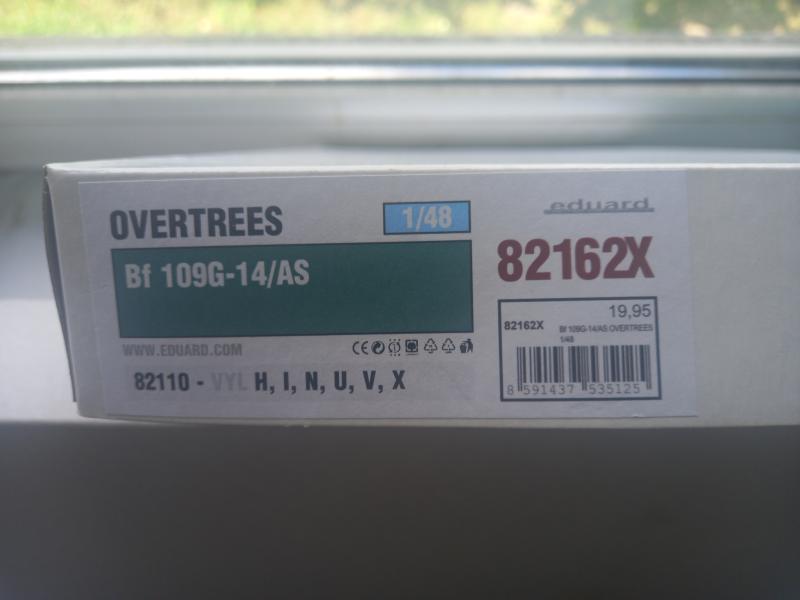 OVERTREES
1/48
eduard
Bf 109G-14/AS
82162X
19,95
82162X
Bf 109G-14/AS OVERTREES
1/48
WWW.EDUARD.COM
CE
82110 - VYL H, I, N, U, V, X
8 591437 535125